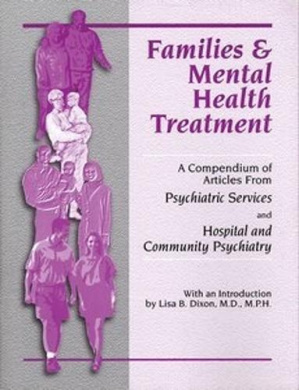 Families &
Mental
Health
Treatment
A Compendium of
Articles From
Psychiatric Services
and
Hospital and
Community Psychiatry
With an Introduction
by Lisa B. Dixon, M.D., M.P.H.